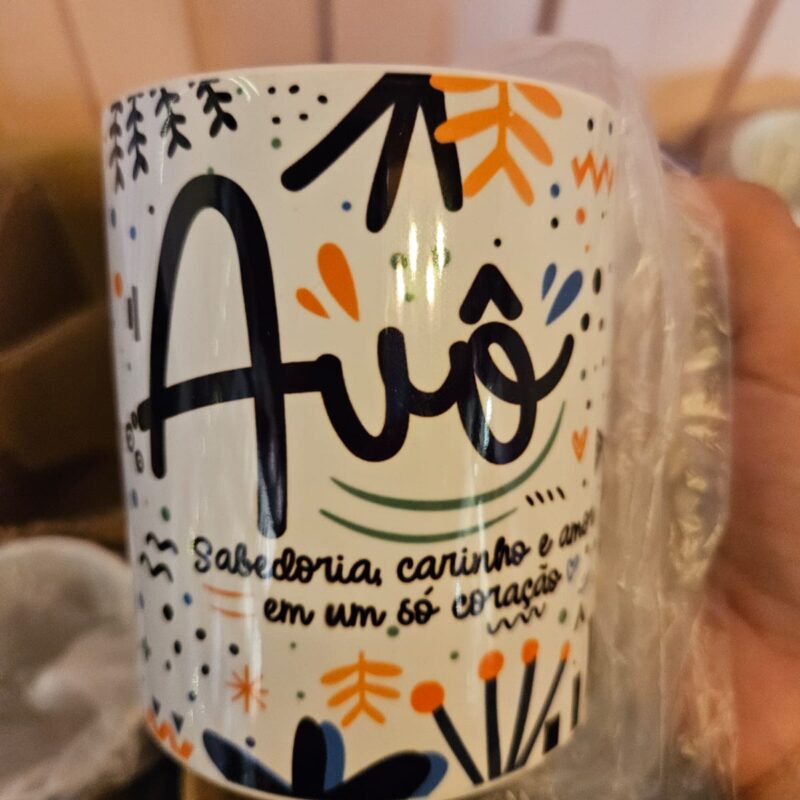 Avô
Sabedoria, carinho e amor
em um só coração